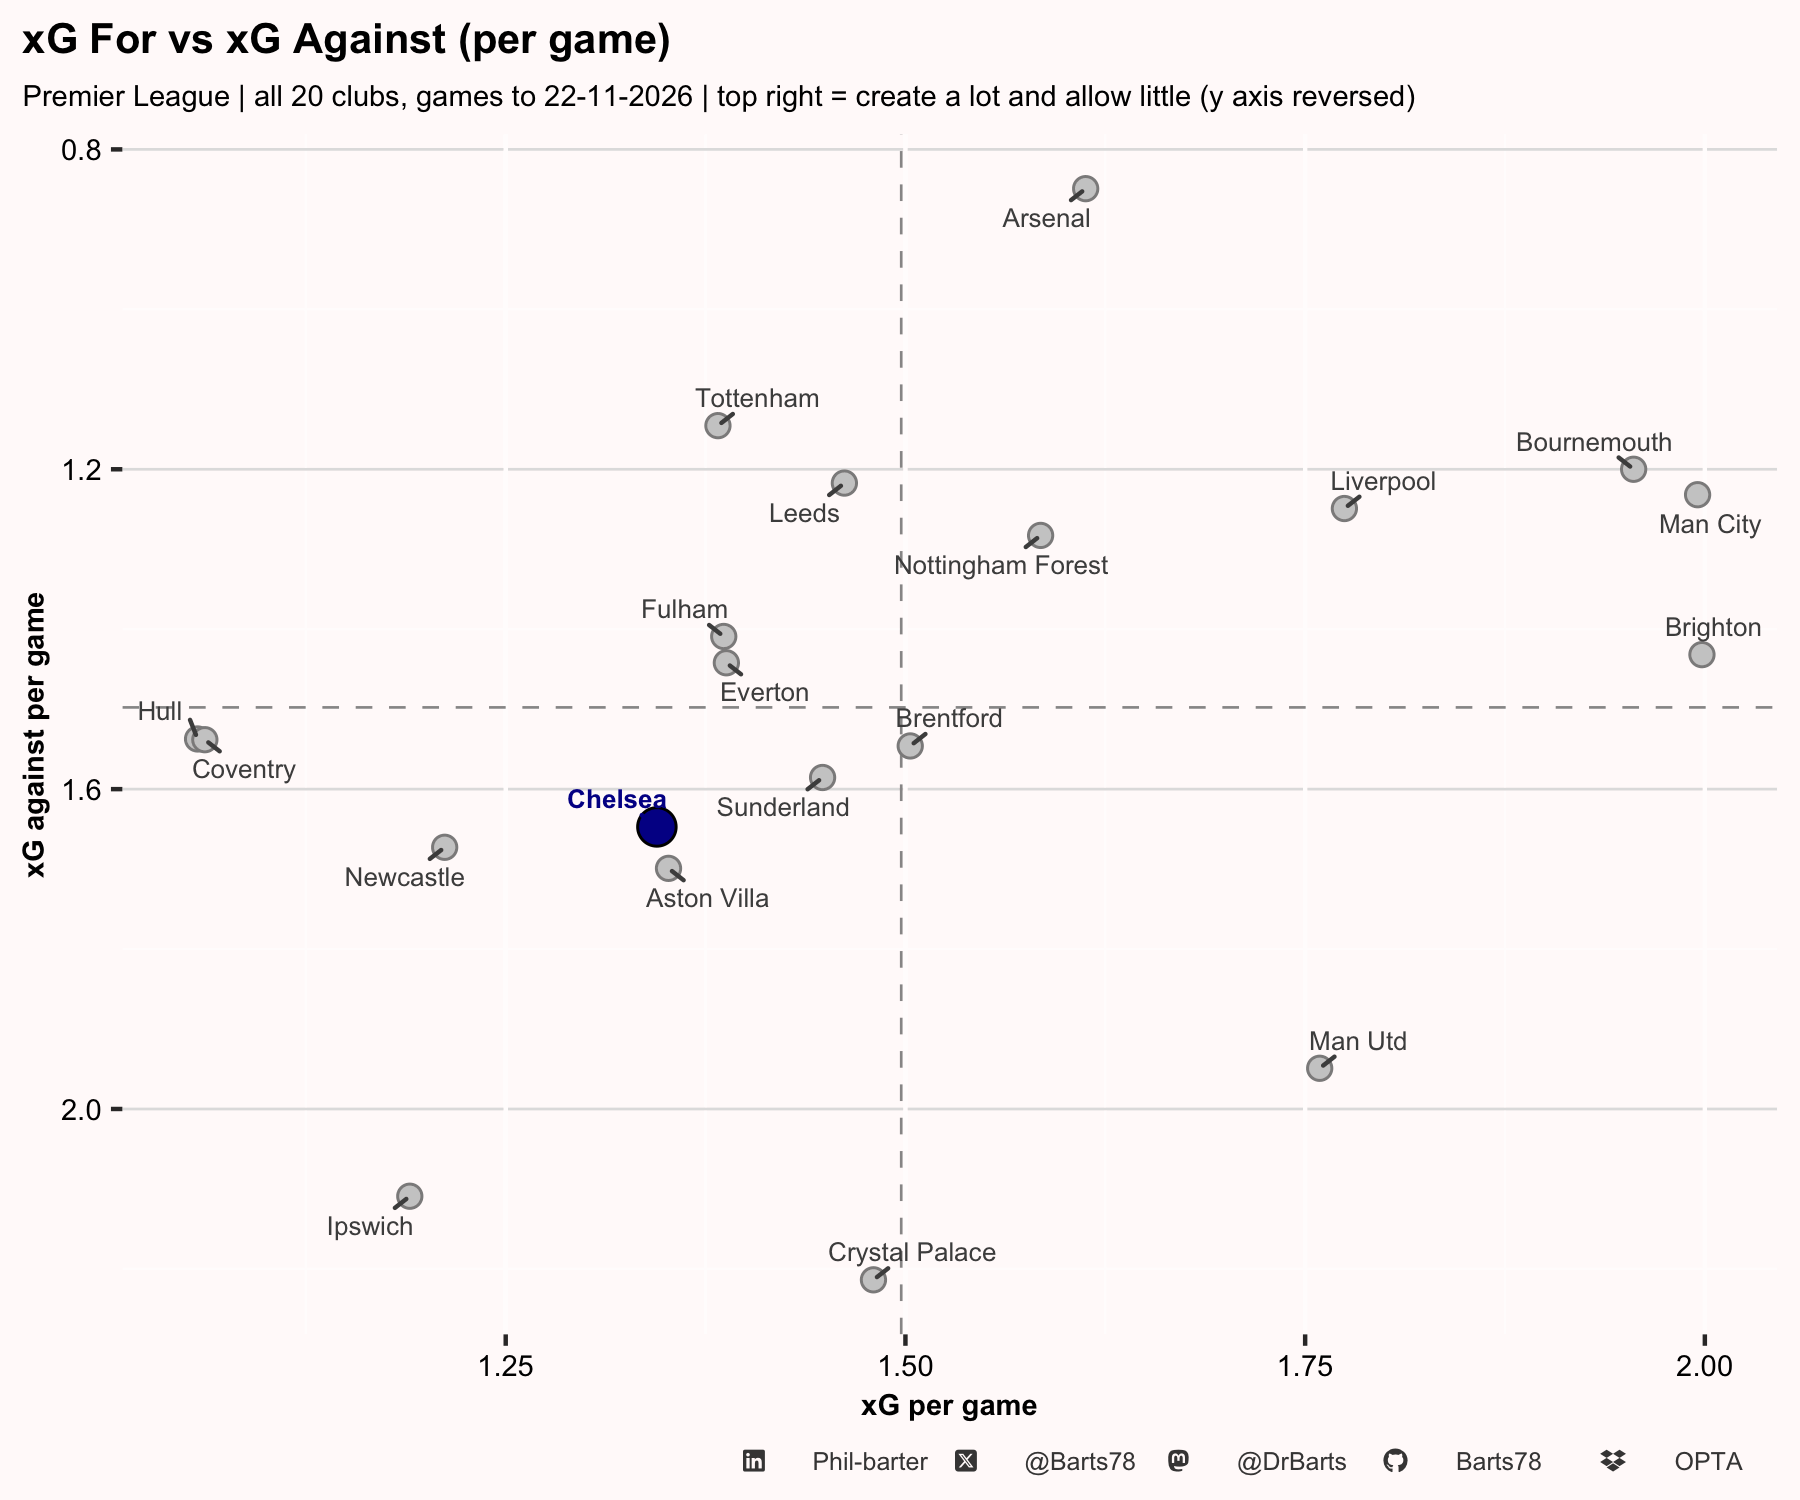 xG For vs xG Against (per game)
Premier League | all 20 clubs, games to 22-11-2026 | top right = create a lot and allow little (y axis reversed)
0.8
Arsenal
Tottenham
Bournemouth
1.2
Liverpool
Leeds
Man City
Nottingham Forest
Fulham
Brighton
Everton
Hull
Brentford
Coventry
1.6
Chelsea
Sunderland
Newcastle
Aston Villa
Man Utd
2.0
Ipswich
Crystal Palace
xG against per game
1.25 1.50 1.75 2.00
xG per game
Phil-barter @Barts78 @DrBarts Barts78 OPTA